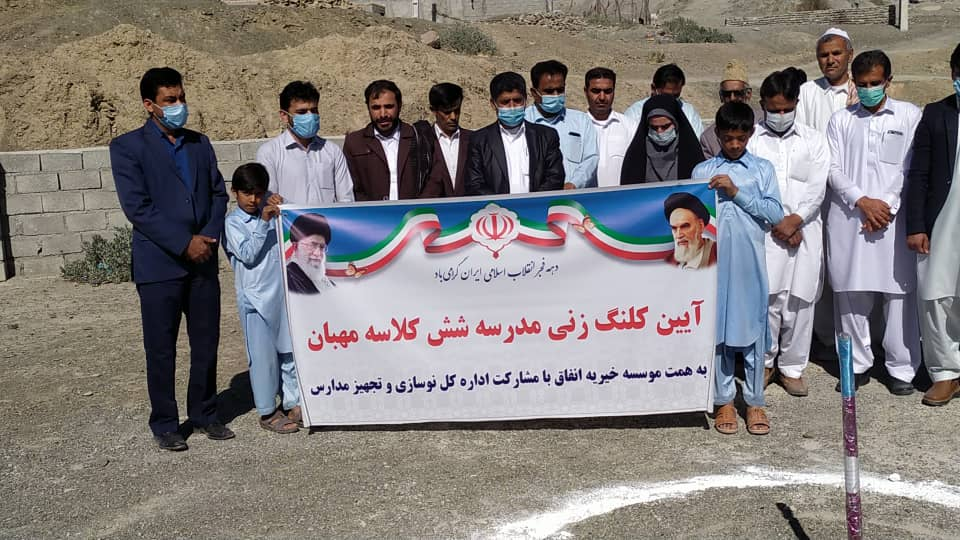 دهه فجر انقلاب اسلامی ایران گرامی باد
آیین کلنگ زنی مدرسه شش کلاسه مهبان
به همت موسسه خیریه انفاق با مشارکت اداره کل نوسازی و تجهیز مدارس